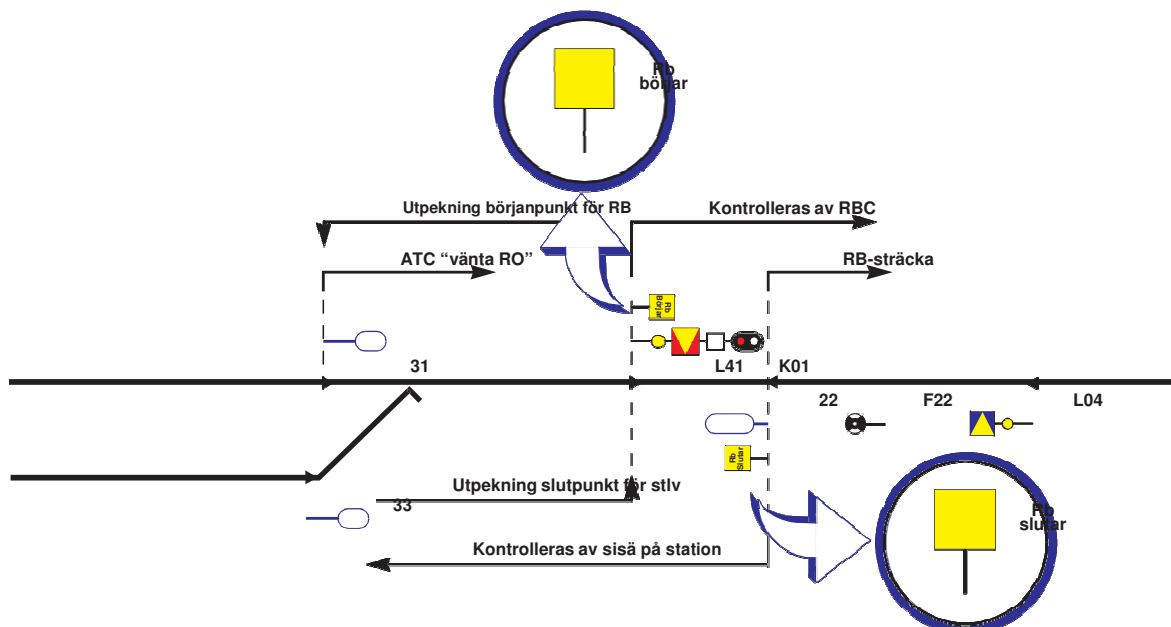 Rb
börjar
Utpekning börjanpunkt för RB
Kontrolleras av RBC
ATC “vänta RO”
RB-sträcka
Rb
Börjar
31
L41
K01
22
F22
L04
Rb
Slutar
Utpekning slutpunkt för stlv
33
Rb
slutar
Kontrolleras av sisä på station